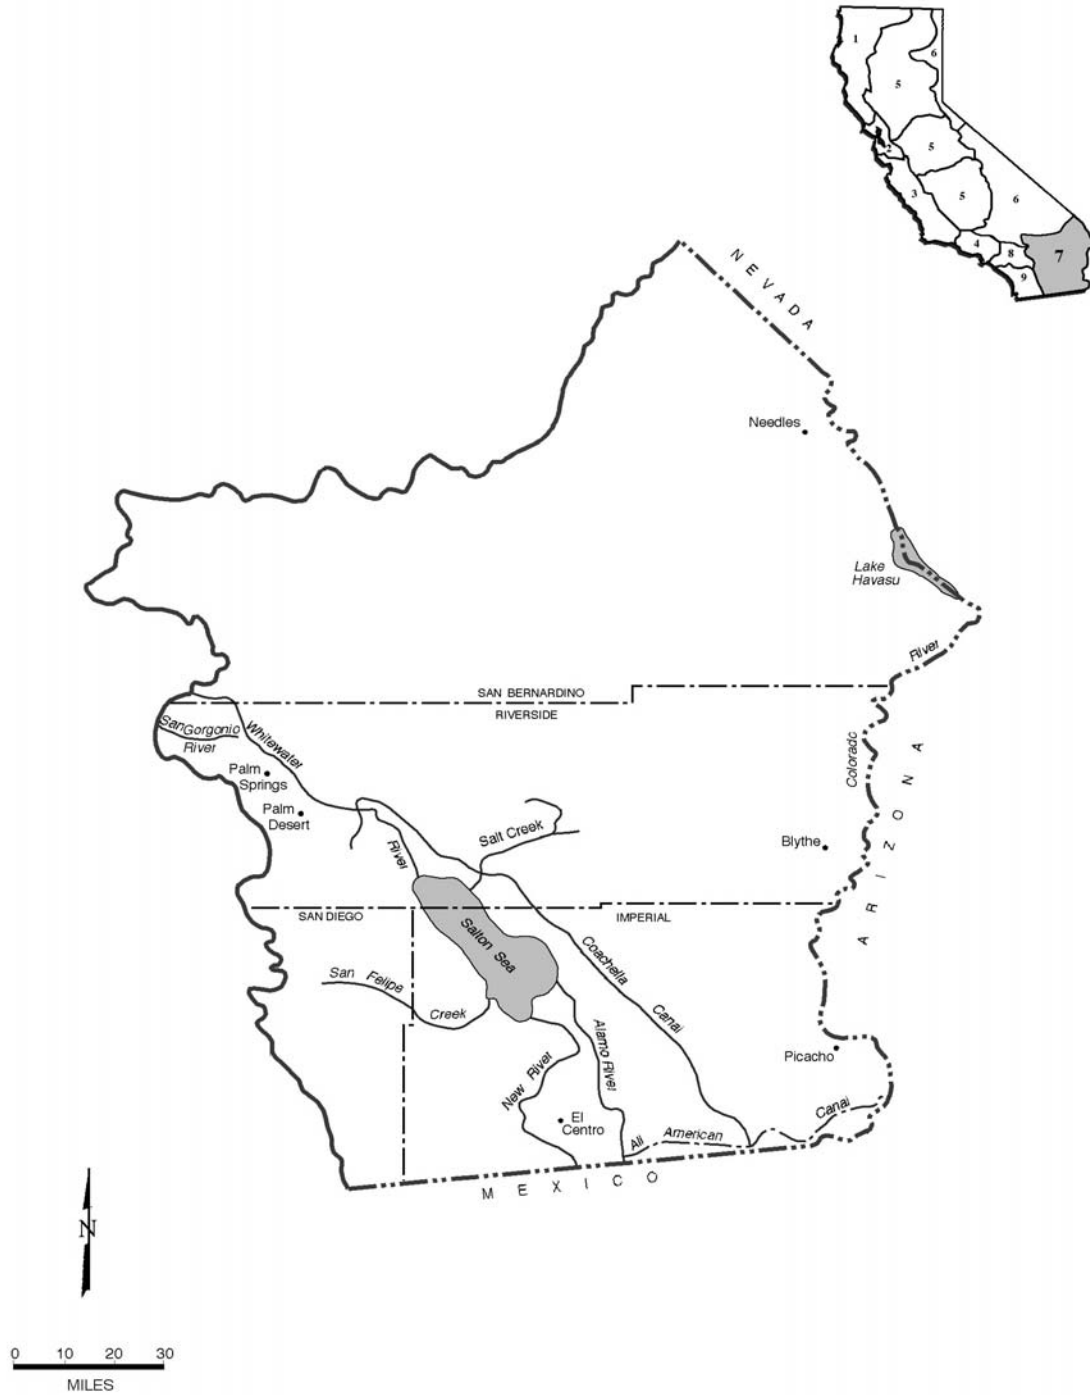 1
6
5
2
5
3
5
6
4
8
7
9
NEVADA
Needles
Lake
Havasu
River
SAN BERNARDINO
RIVERSIDE
San Gorgonio
River
Whitewater
River
Colorado
ARIZONA
Palm
Springs
Palm
Desert
Salt Creek
Blythe
SAN DIEGO
IMPERIAL
Salton Sea
Coachella
Canal
San Felipe
Creek
Alamo River
New River
Picacho
El
Centro
All American
Canal
MEXICO
N
0 10 20 30
MILES